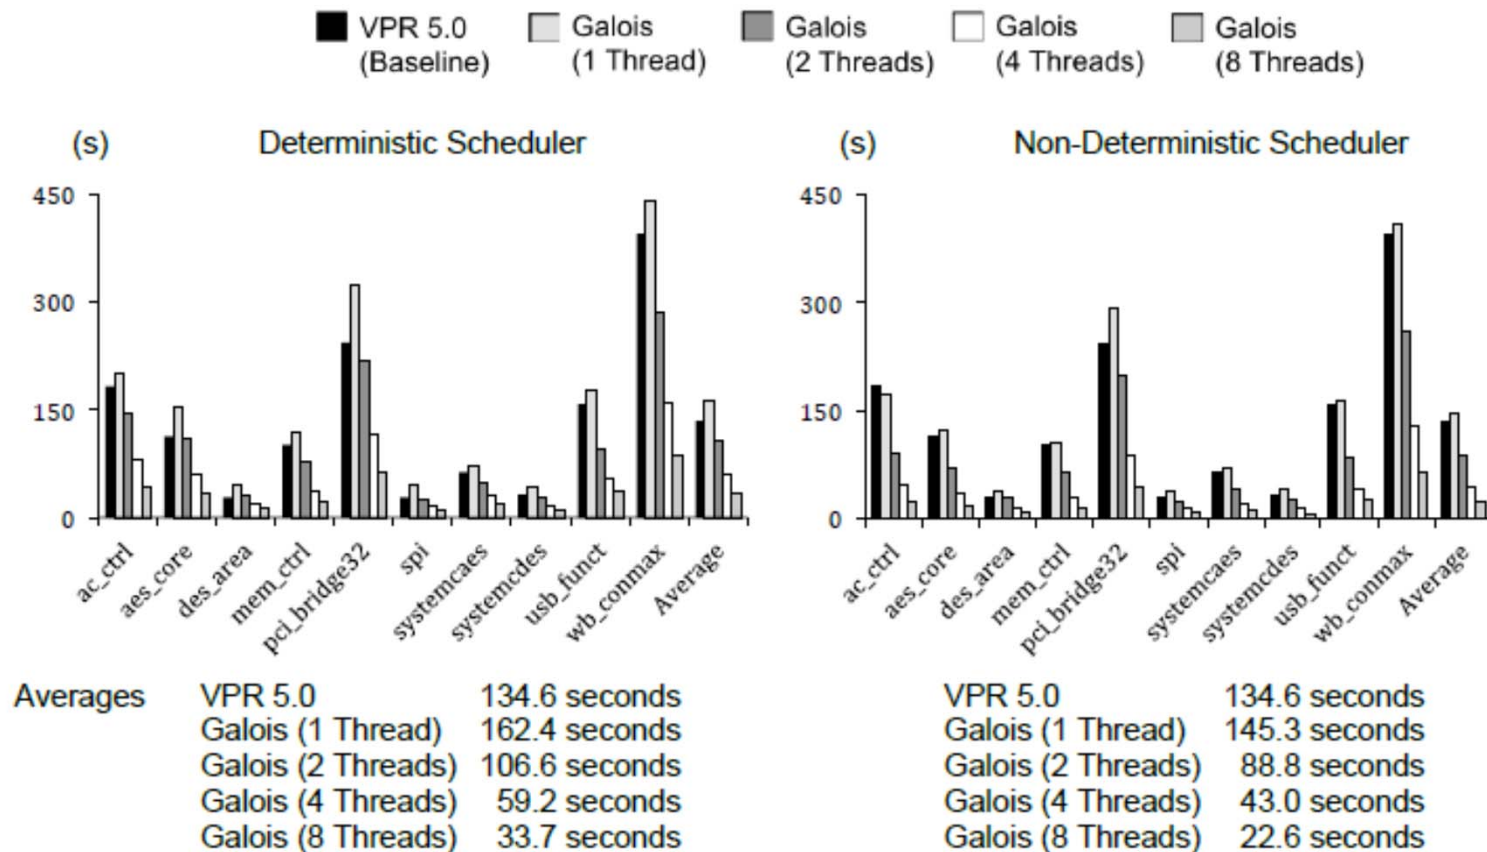 VPR 5.0 (Baseline)
Galois (1 Thread)
Galois (2 Threads)
Galois (4 Threads)
Galois (8 Threads)
(s) Deterministic Scheduler
450
300
150
0
ac_ctrl
aes_core
des_area
mem_ctrl
pci_bridge32
spi
systemcaes
systemcdes
usb_funct
wb_conmax
Average
(s) Non-Deterministic Scheduler
450
300
150
0
ac_ctrl
aes_core
des_area
mem_ctrl
pci_bridge32
spi
systemcaes
systemcdes
usb_funct
wb_conmax
Average
Averages
VPR 5.0 134.6 seconds
Galois (1 Thread) 162.4 seconds
Galois (2 Threads) 106.6 seconds
Galois (4 Threads) 59.2 seconds
Galois (8 Threads) 33.7 seconds
VPR 5.0 134.6 seconds
Galois (1 Thread) 145.3 seconds
Galois (2 Threads) 88.8 seconds
Galois (4 Threads) 43.0 seconds
Galois (8 Threads) 22.6 seconds